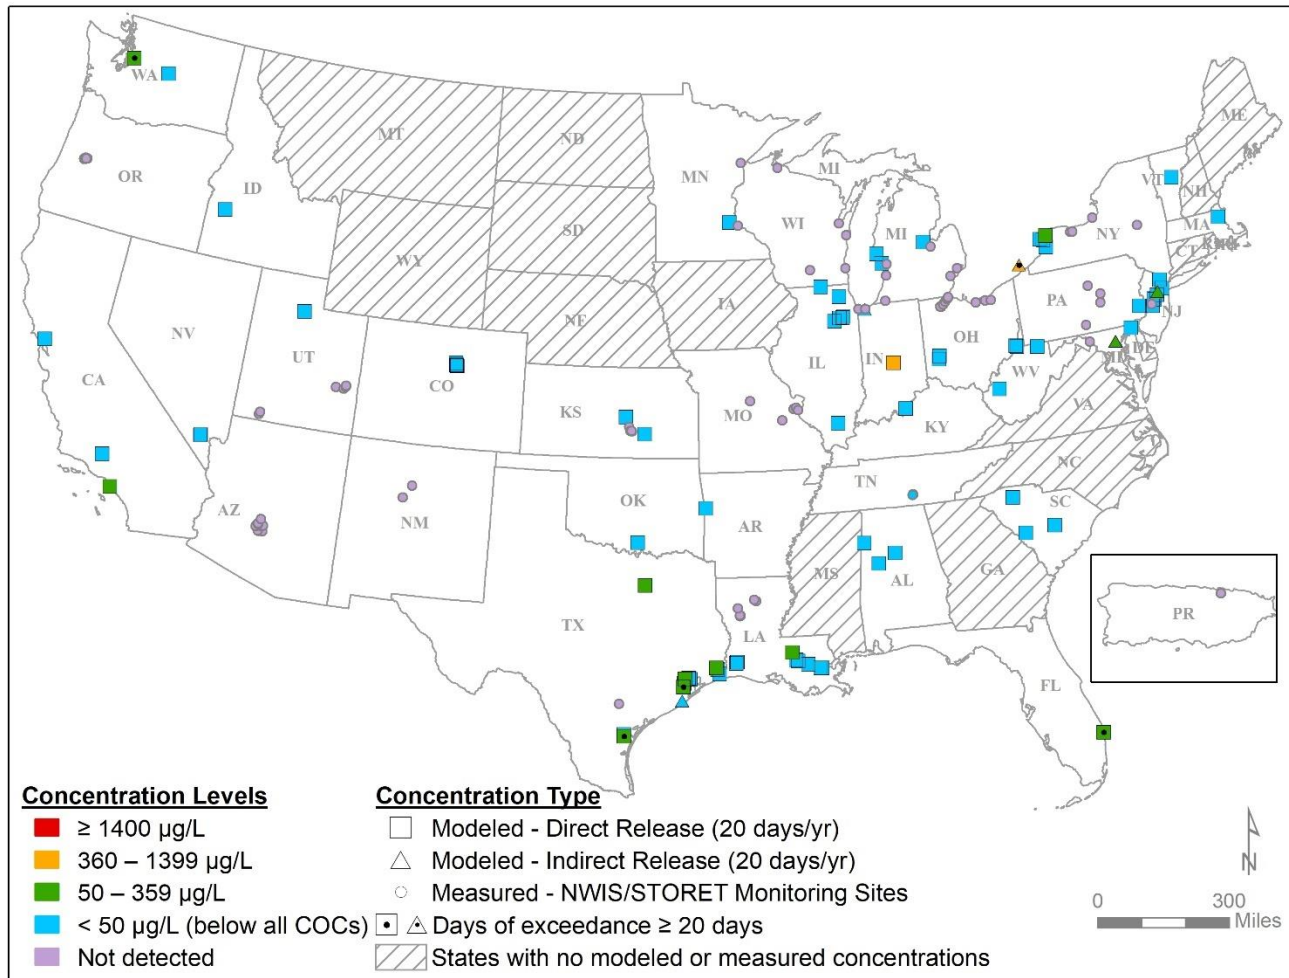 WA
MT
ND
ME
OR
ID
MN
MI
VT
NH
SD
WI
MI
NY
MA
CT
WY
IA
PA
NJ
NE
NV
OH
UT
IL
IN
MD
DE
CA
CO
WV
KS
MO
VA
KY
NC
TN
OK
SC
AZ
NM
AR
MS
AL
GA
TX
LA
PR
FL
Concentration Levels
≥ 1400 µg/L
360 – 1399 µg/L
50 – 359 µg/L
< 50 µg/L (below all COCs)
Not detected
Concentration Type
Modeled - Direct Release (20 days/yr)
Modeled - Indirect Release (20 days/yr)
Measured - NWIS/STORET Monitoring Sites
Days of exceedance ≥ 20 days
States with no modeled or measured concentrations
N
0 300
Miles